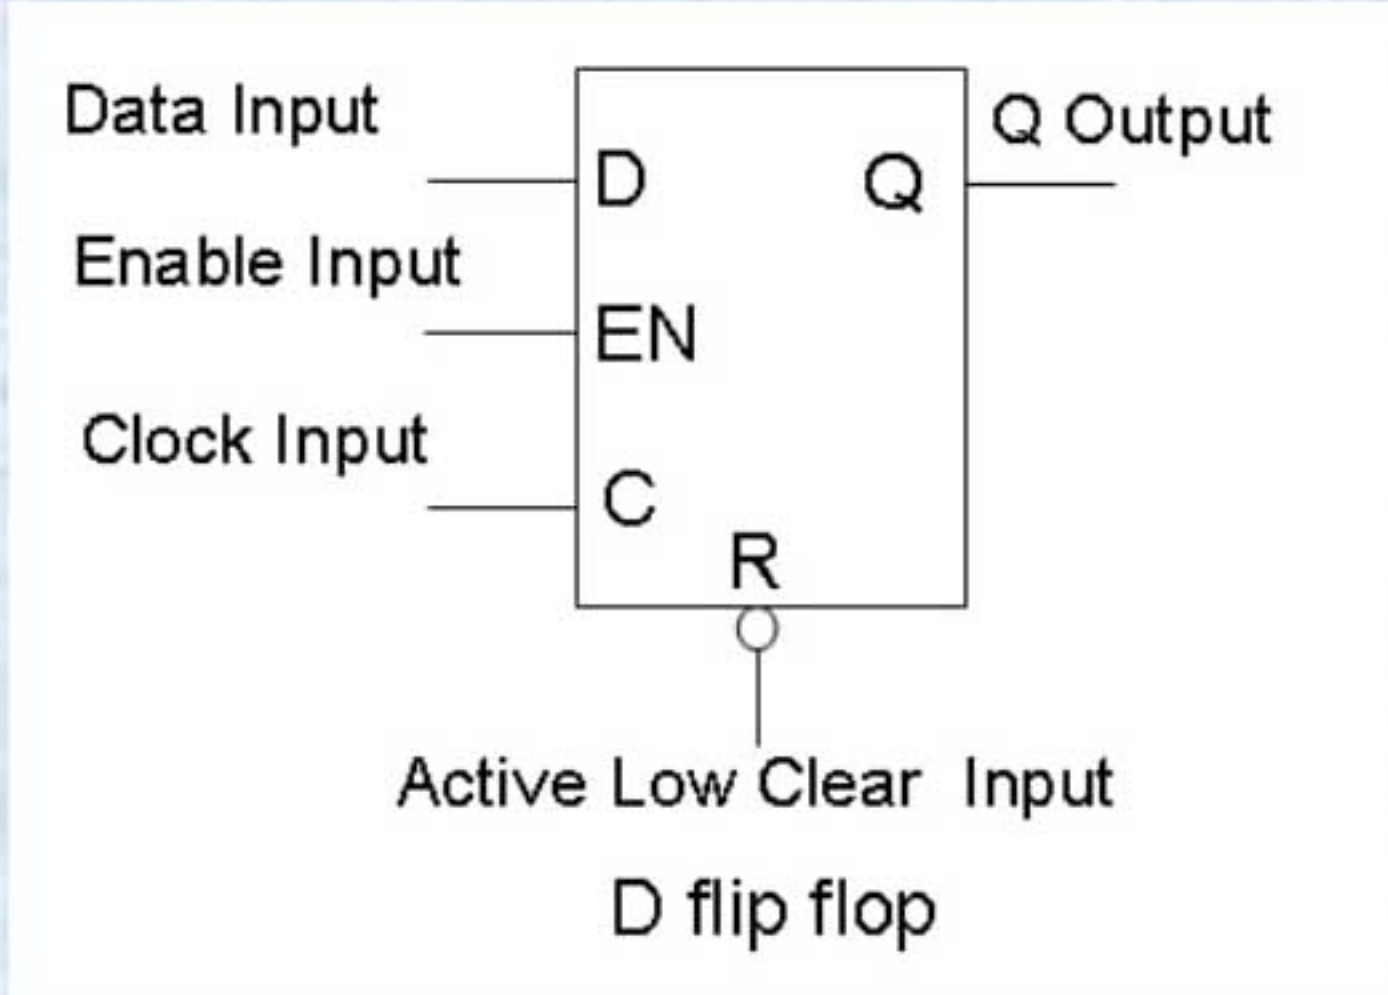 Data Input
Q Output
D
Q
Enable Input
EN
Clock Input
C
R
Active Low Clear Input
D flip flop